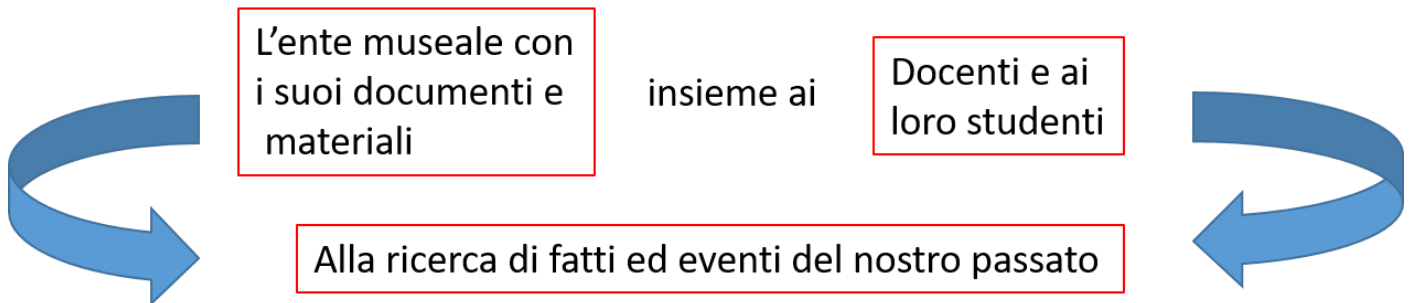 L'ente museale con
i suoi documenti e
materiali
insieme ai
Docenti e ai
loro studenti
Alla ricerca di fatti ed eventi del nostro passato